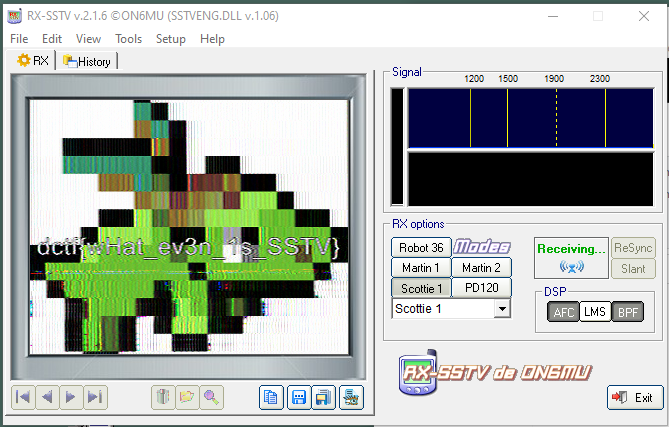 RX-SSTV v.2.1.6 ©ON6MU (SSTVENG.DLL v.1.06)
File Edit View Tools Setup Help
RX History
dctf{wHat_ev3n_1s_SSTV}
Signal
1200 1500 1900 2300
RX options
Robot 36 Modes
Martin 1 Martin 2
Scottie 1 PD120
Scottie 1
Receiving...
ReSync
Slant
DSP
AFC LMS BPF
RX-SSTV de ON6MU
Exit